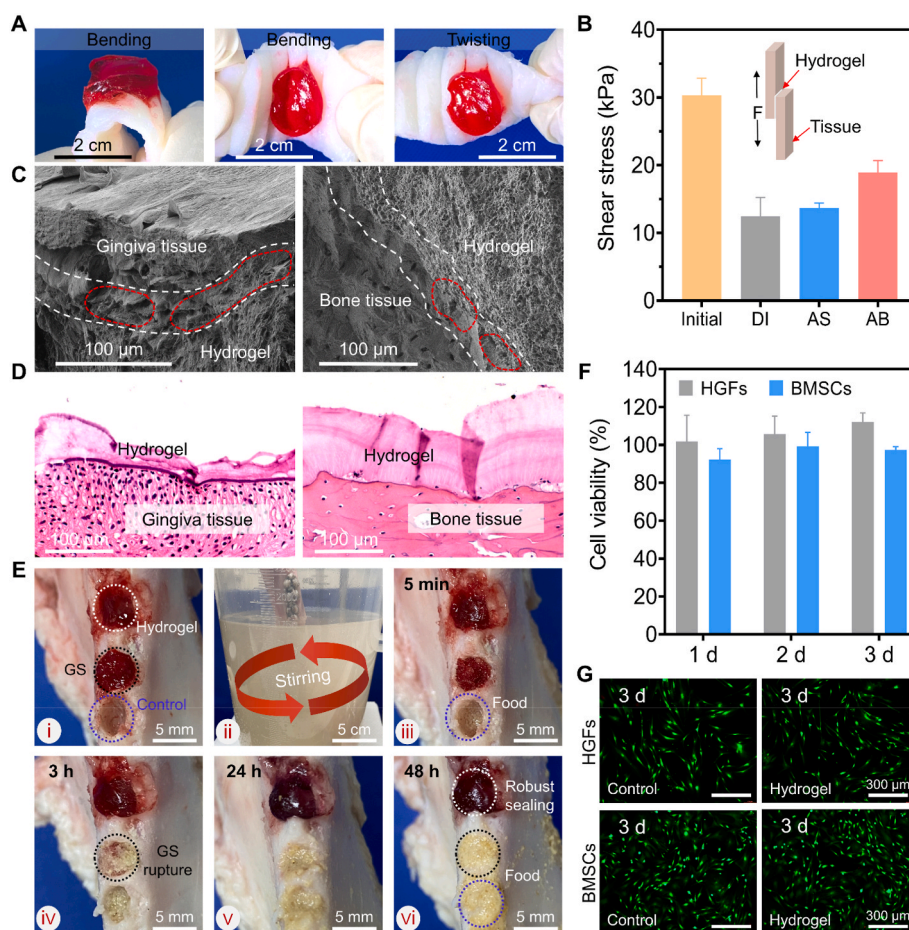 A
Bending
Bending
Twisting
2 cm
2 cm
2 cm
B
Shear stress (kPa)
40
30
20
10
0
Hydrogel
F
Tissue
Initial
DI
AS
AB
C
Gingiva tissue
Hydrogel
100 µm
Hydrogel
Bone tissue
100 µm
D
Hydrogel
Gingiva tissue
100 µm
Hydrogel
Bone tissue
100 µm
E
Hydrogel
GS
Control
i
5 mm
Stirring
ii
5 cm
5 min
Food
iii
5 mm
3 h
GS
rupture
iv
5 mm
24 h
v
5 cm
48 h
Robust
sealing
Food
vi
5 mm
F
HGFs
BMSCs
Cell viability (%)
140
120
100
80
60
40
20
0
1 d
2 d
3 d
G
HGFs
3 d
Control
3 d
Hydrogel
300 µm
BMSCs
3 d
Control
3 d
Hydrogel
300 µm